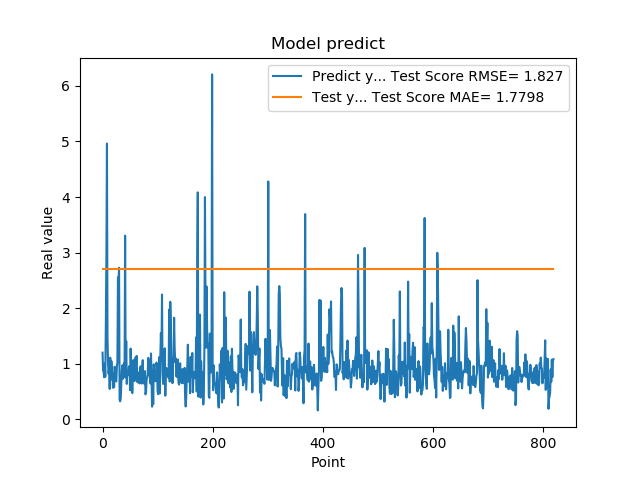 Model predict
Predict y... Test Score RMSE= 1.827
Test y... Test Score MAE= 1.7798
Real value
6
5
4
3
2
1
0
0 200 400 600 800
Point